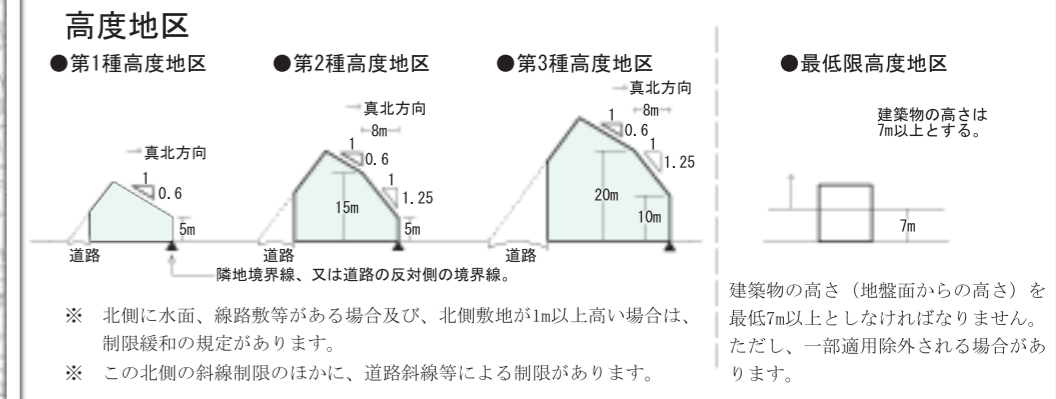 高度地区
●第1種高度地区
→真北方向
1
0.6
5m
道路
●第2種高度地区
→真北方向
8m
1
0.6
1
1.25
15m
5m
道路
●第3種高度地区
→真北方向
8m
1
0.6
1
1.25
20m
10m
道路
隣地境界線、又は道路の反対側の境界線。
※ 北側に水面、線路敷等がある場合及び、北側敷地が1m以上高い場合は、
制限緩和の規定があります。
※ この北側の斜線制限のほかに、道路斜線等による制限があります。
●最低限高度地区
建築物の高さは
7m以上とする。
7m
建築物の高さ（地盤面からの高さ）を
最低7m以上としなければなりません。
ただし、一部適用除外される場合があ
ります。